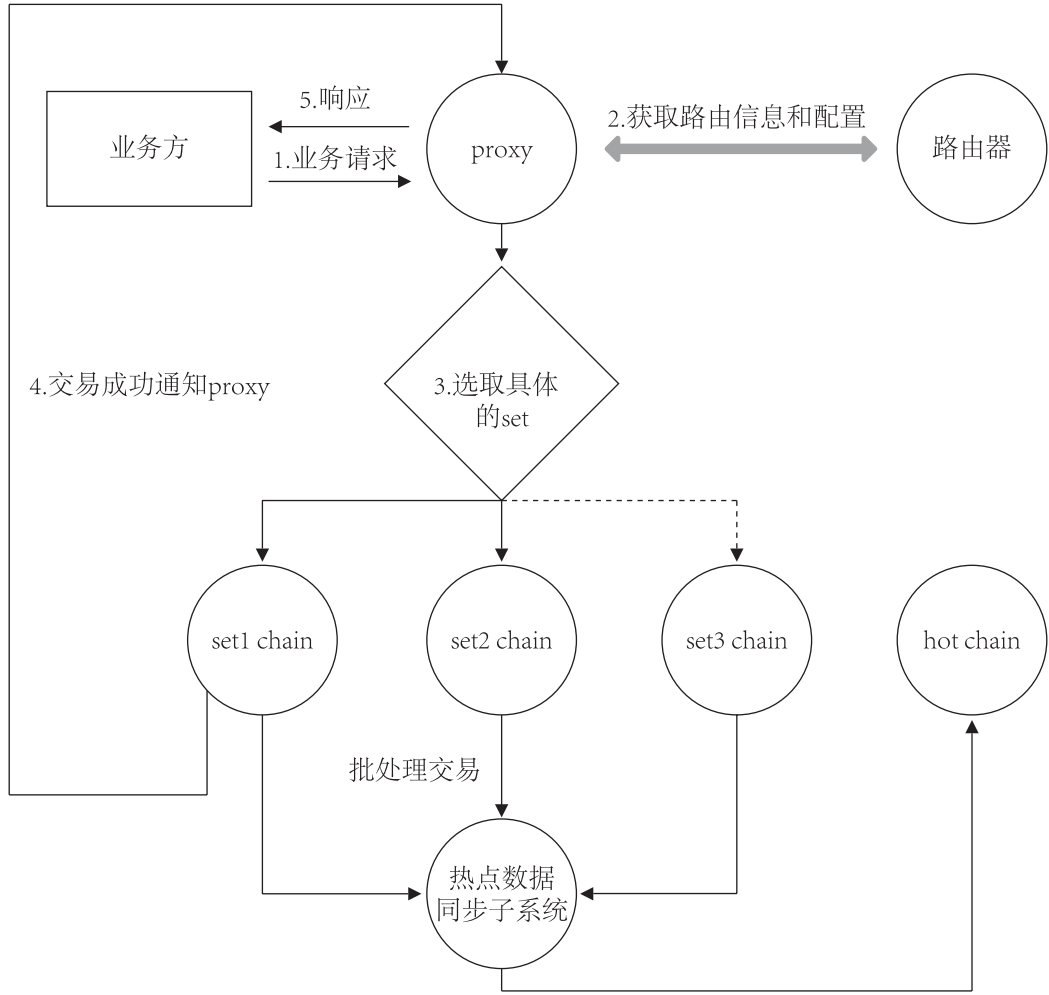 5.响应
2.获取路由信息和配置
业务方
1.业务请求
proxy
路由器
4.交易成功通知proxy
3.选取具体
的set
set1 chain
set2 chain
set3 chain
hot chain
批处理交易
热点数据
同步子系统